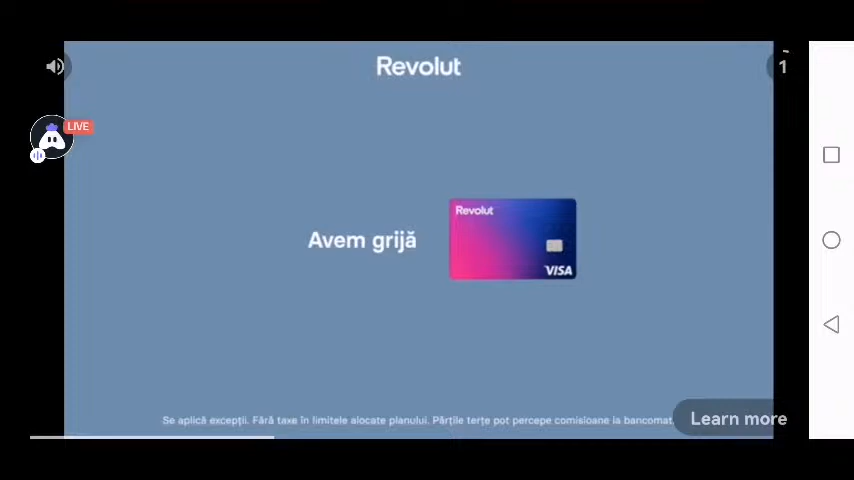 Revolut
1
LIVE
Revolut
Avem grijă
VISA
Se aplică excepții. Fără taxe în limitele alocate planului. Părțile terțe pot percepe comisioane la bancomat.
Learn more